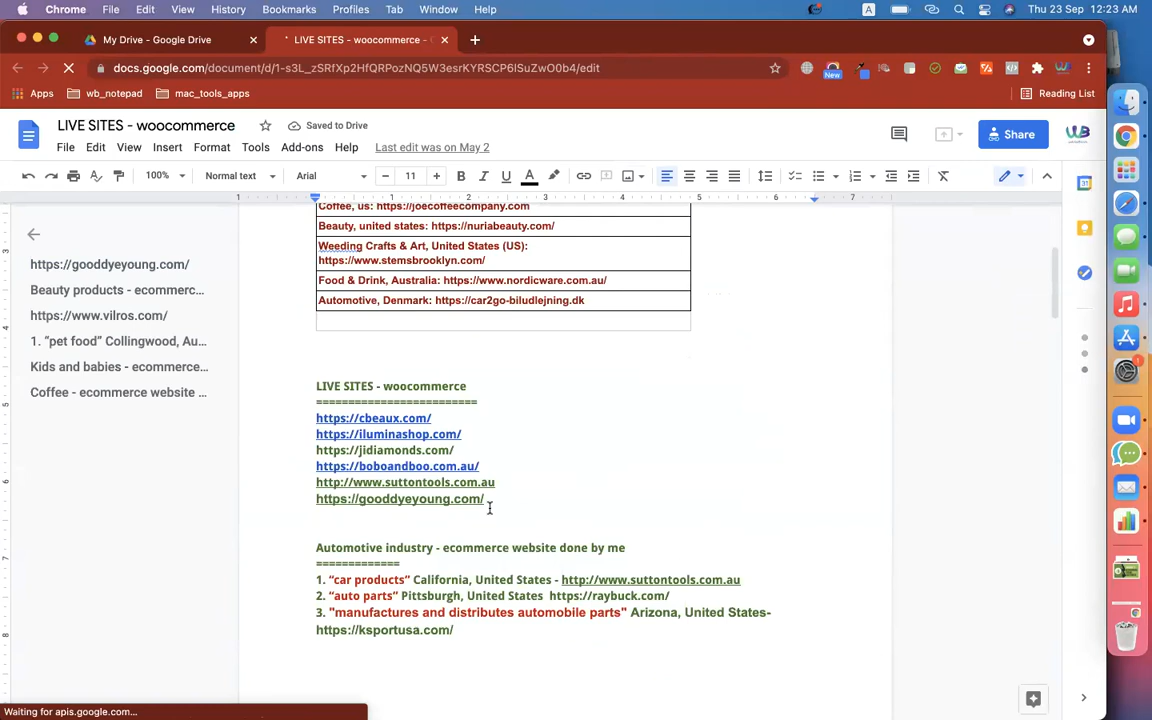 Chrome File Edit View History Bookmarks Profiles Tab Window Help A Thu 23 Sep 12:23 AM
My Drive - Google Drive LIVE SITES - woocommerce -
docs.google.com/document/d/1-s3L_zSRfXp2HfQRPozNQ5W3esrKYRSCP6lSuZwO0b4/edit New
Apps wb_notepad mac_tools_apps Reading List
LIVE SITES - woocommerce Saved to Drive
File Edit View Insert Format Tools Add-ons Help Last edit was on May 2 Share
100% Normal text Arial 11
1 1 2 3 4 5 6 7
Coffee, us: https://joecoffeecompany.com
Beauty, united states: https://nuriabeauty.com/
Weeding Crafts & Art, United States (US):
https://www.stemsbrooklyn.com/
Food & Drink, Australia: https://www.nordicware.com.au/
Automotive, Denmark: https://car2go-biludlejning.dk
https://gooddyeyoung.com/
Beauty products - ecommerc...
https://www.vilros.com/
1. “pet food” Collingwood, Au...
Kids and babies - ecommerce...
Coffee - ecommerce website ...
LIVE SITES - woocommerce
=========================
https://cbeaux.com/
https://iluminashop.com/
https://jidiamonds.com/
https://boboandboo.com.au/
http://www.suttontools.com.au
https://gooddyeyoung.com/
Automotive industry - ecommerce website done by me
=============
1. “car products” California, United States - http://www.suttontools.com.au
2. “auto parts” Pittsburgh, United States https://raybuck.com/
3. "manufactures and distributes automobile parts" Arizona, United States-
https://ksportusa.com/
Waiting for apis.google.com...